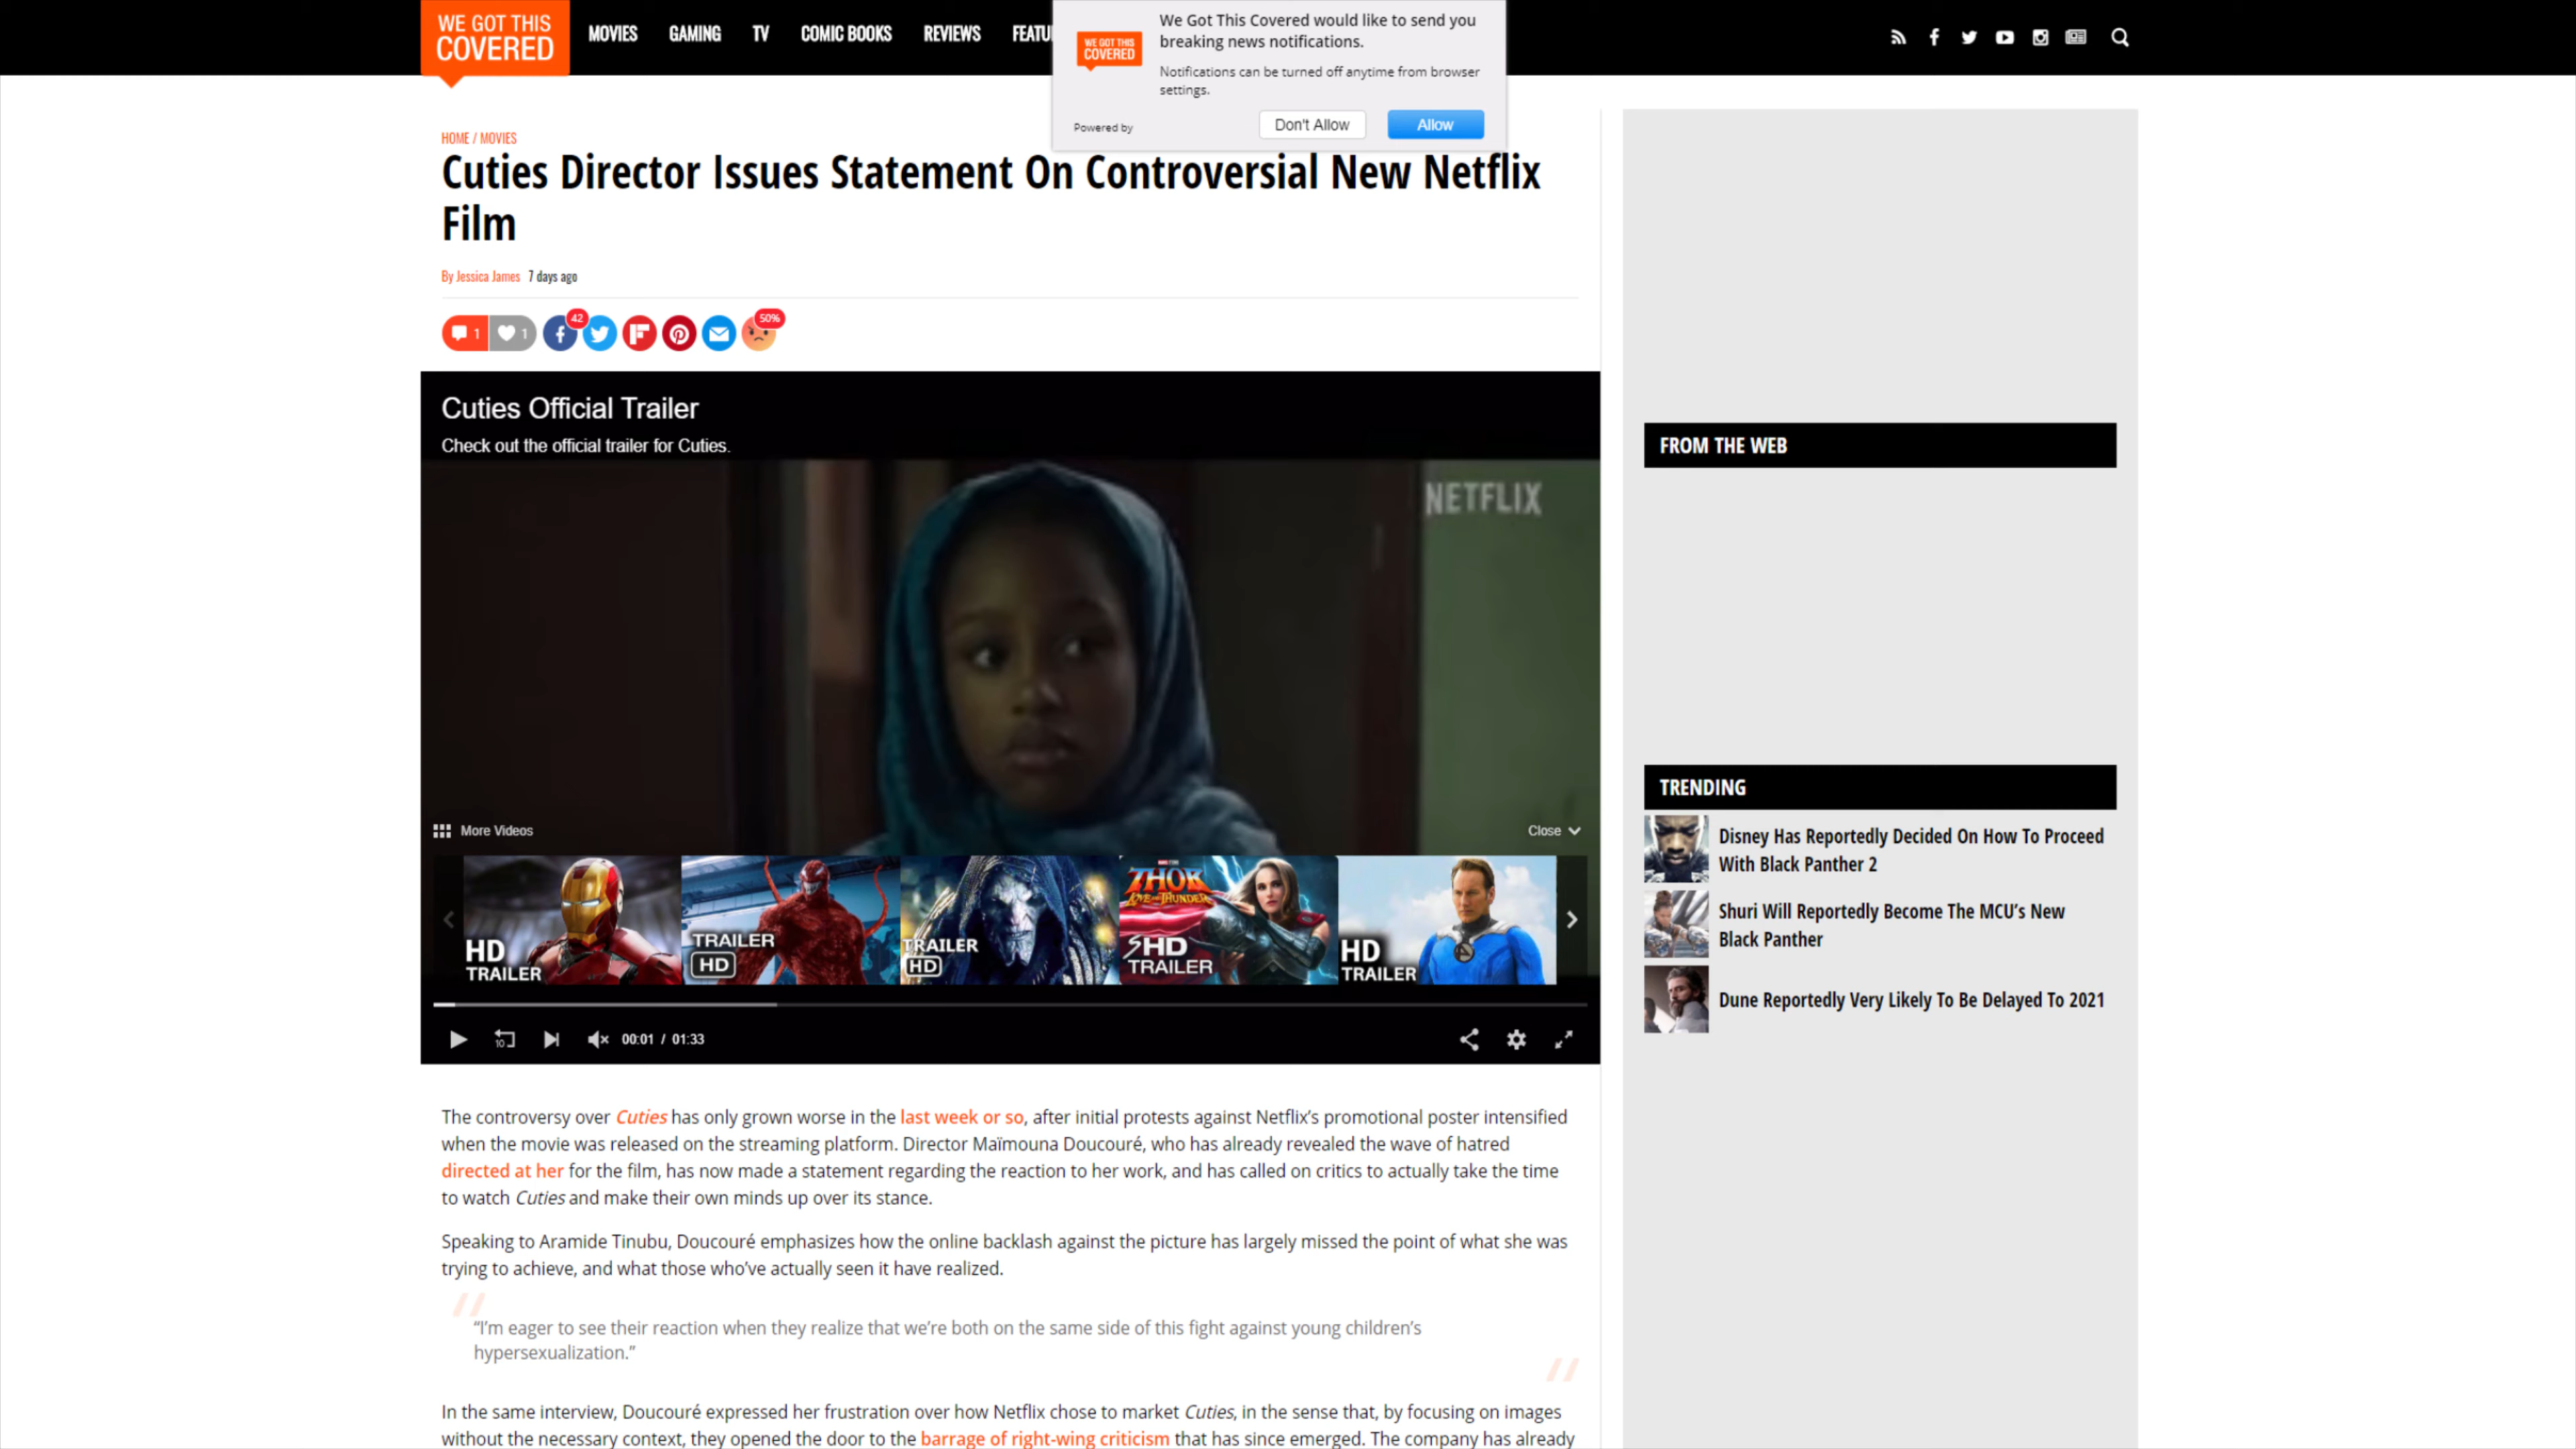 WE GOT THIS
COVERED
MOVIES GAMING TV COMIC BOOKS REVIEWS
We Got This Covered would like to send you
breaking news notifications.
WE GOT THIS
COVERED
Notifications can be turned off anytime from browser
settings.
Powered by
Don't Allow
Allow
HOME / MOVIES
Cuties Director Issues Statement On Controversial New Netflix
Film
By Jessica James 7 days ago
1 1 42 50%
Cuties Official Trailer
Check out the official trailer for Cuties.
NETFLIX
More Videos
Close
HD
TRAILER
TRAILER
HD
TRAILER
HD
THOR
LOVE AND THUNDER
HD
TRAILER
HD
TRAILER
10
00:01 / 01:33
The controversy over Cuties has only grown worse in the last week or so, after initial protests against Netflix’s promotional poster intensified
when the movie was released on the streaming platform. Director Maïmouna Doucouré, who has already revealed the wave of hatred
directed at her for the film, has now made a statement regarding the reaction to her work, and has called on critics to actually take the time
to watch Cuties and make their own minds up over its stance.
Speaking to Aramide Tinubu, Doucouré emphasizes how the online backlash against the picture has largely missed the point of what she was
trying to achieve, and what those who’ve actually seen it have realized.
“I’m eager to see their reaction when they realize that we’re both on the same side of this fight against young children’s
hypersexualization.”
In the same interview, Doucouré expressed her frustration over how Netflix chose to market Cuties, in the sense that, by focusing on images
without the necessary context, they opened the door to the barrage of right-wing criticism that has since emerged. The company has already
FROM THE WEB
TRENDING
Disney Has Reportedly Decided On How To Proceed
With Black Panther 2
Shuri Will Reportedly Become The MCU’s New
Black Panther
Dune Reportedly Very Likely To Be Delayed To 2021